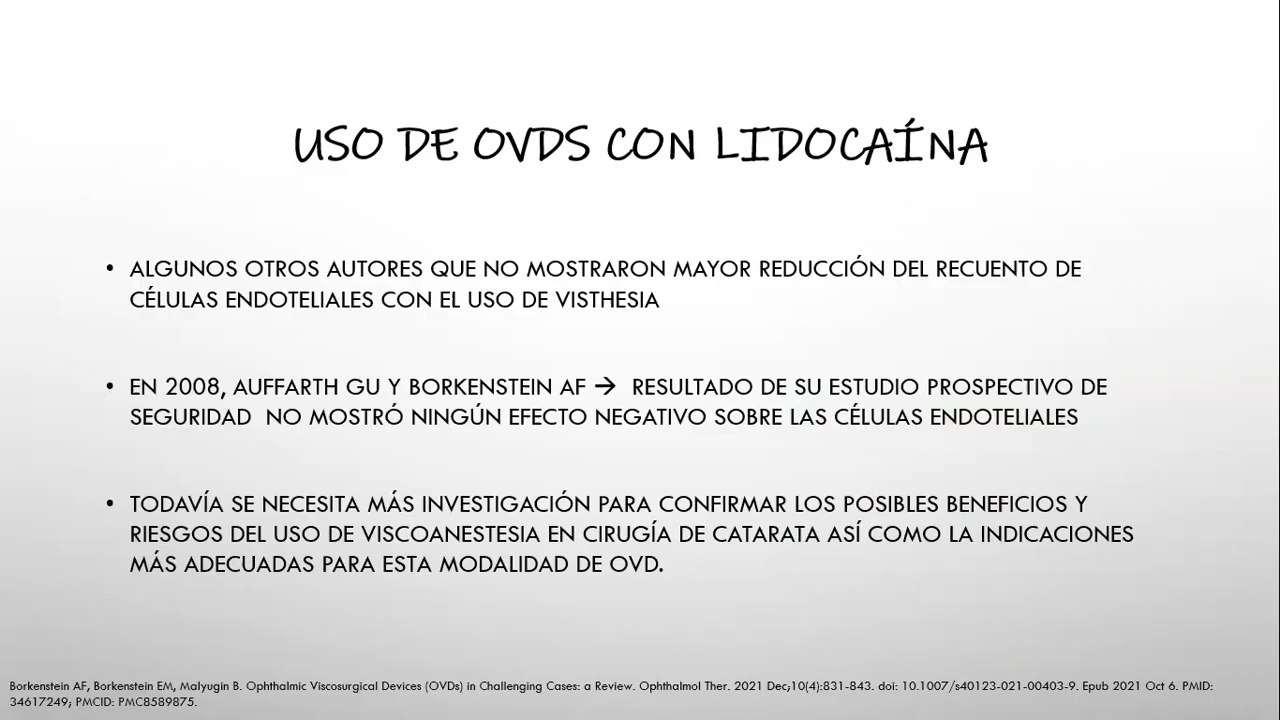 USO DE OVDS CON LIDOCAÍNA
• ALGUNOS OTROS AUTORES QUE NO MOSTRARON MAYOR REDUCCIÓN DEL RECUENTO DE
CÉLULAS ENDOTELIALES CON EL USO DE VISTHESIA
• EN 2008, AUFFARTH GU Y BORKENSTEIN AF → RESULTADO DE SU ESTUDIO PROSPECTIVO DE
SEGURIDAD NO MOSTRÓ NINGÚN EFECTO NEGATIVO SOBRE LAS CÉLULAS ENDOTELIALES
• TODAVÍA SE NECESITA MÁS INVESTIGACIÓN PARA CONFIRMAR LOS POSIBLES BENEFICIOS Y
RIESGOS DEL USO DE VISCOANESTESIA EN CIRUGÍA DE CATARATA ASÍ COMO LA INDICACIONES
MÁS ADECUADAS PARA ESTA MODALIDAD DE OVD.
Borkenstein AF, Borkenstein EM, Malyugin B. Ophthalmic Viscosurgical Devices (OVDs) in Challenging Cases: a Review. Ophthalmol Ther. 2021 Dec;10(4):831-843. doi: 10.1007/s40123-021-00403-9. Epub 2021 Oct 6. PMID:
34617249; PMCID: PMC8589875.